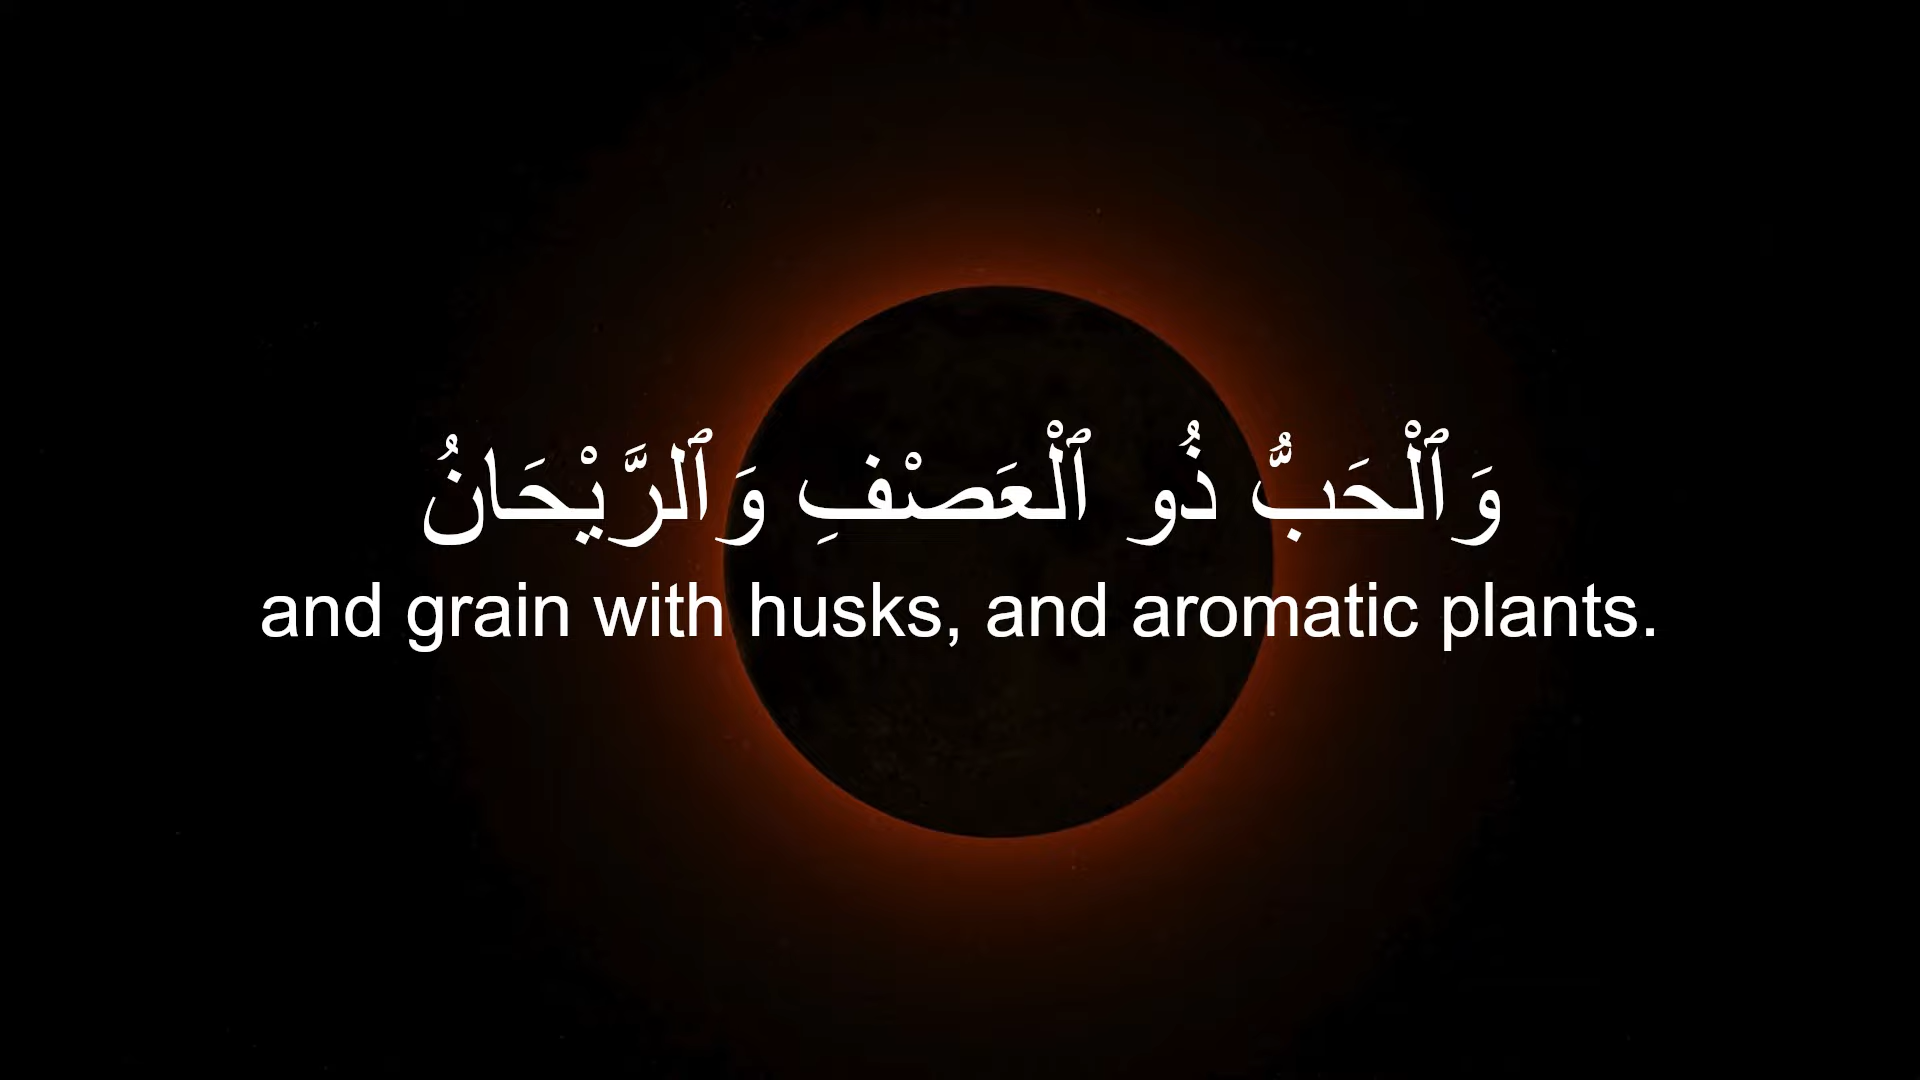 وَٱلْحَبُّ ذُو ٱلْعَصْفِ وَٱلرَّيْحَانُ
and grain with husks, and aromatic plants.